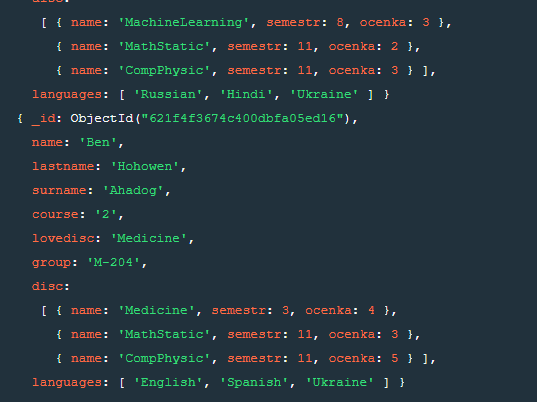 disc:
[ { name: 'MachineLearning', semestr: 8, ocenka: 3 },
{ name: 'MathStatic', semestr: 11, ocenka: 2 },
{ name: 'CompPhysic', semestr: 11, ocenka: 3 } ],
languages: [ 'Russian', 'Hindi', 'Ukraine' ] }
{ _id: ObjectId("621f4f3674c400dbfa05ed16"),
name: 'Ben',
lastname: 'Hohowen',
surname: 'Ahadog',
course: '2',
lovedisc: 'Medicine',
group: 'M-204',
disc:
[ { name: 'Medicine', semestr: 3, ocenka: 4 },
{ name: 'MathStatic', semestr: 11, ocenka: 3 },
{ name: 'CompPhysic', semestr: 11, ocenka: 5 } ],
languages: [ 'English', 'Spanish', 'Ukraine' ] }